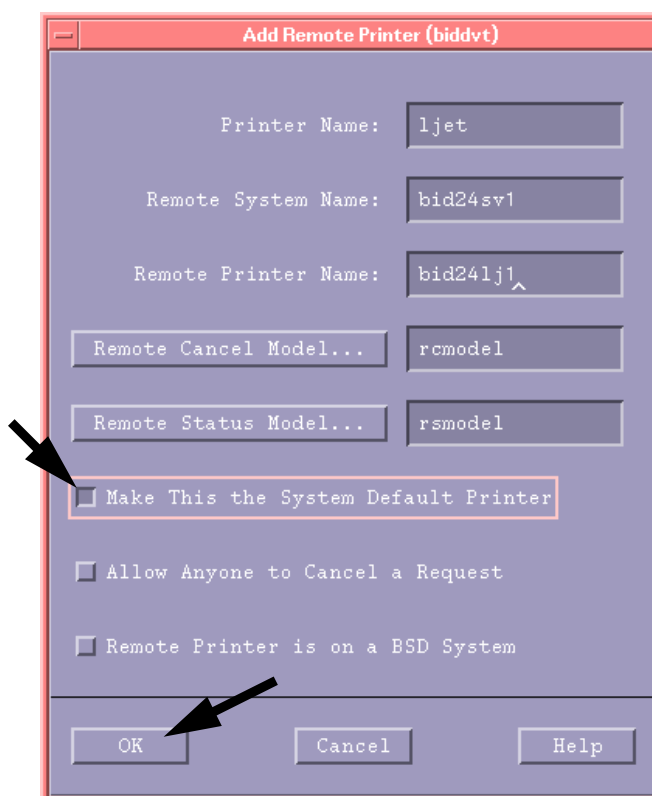 Add Remote Printer (biddvt)
Printer Name: ljet
Remote System Name: bid24sv1
Remote Printer Name: bid24lj1
Remote Cancel Model... rcmodel
Remote Status Model... rsmodel
Make This the System Default Printer
Allow Anyone to Cancel a Request
Remote Printer is on a BSD System
OK Cancel Help